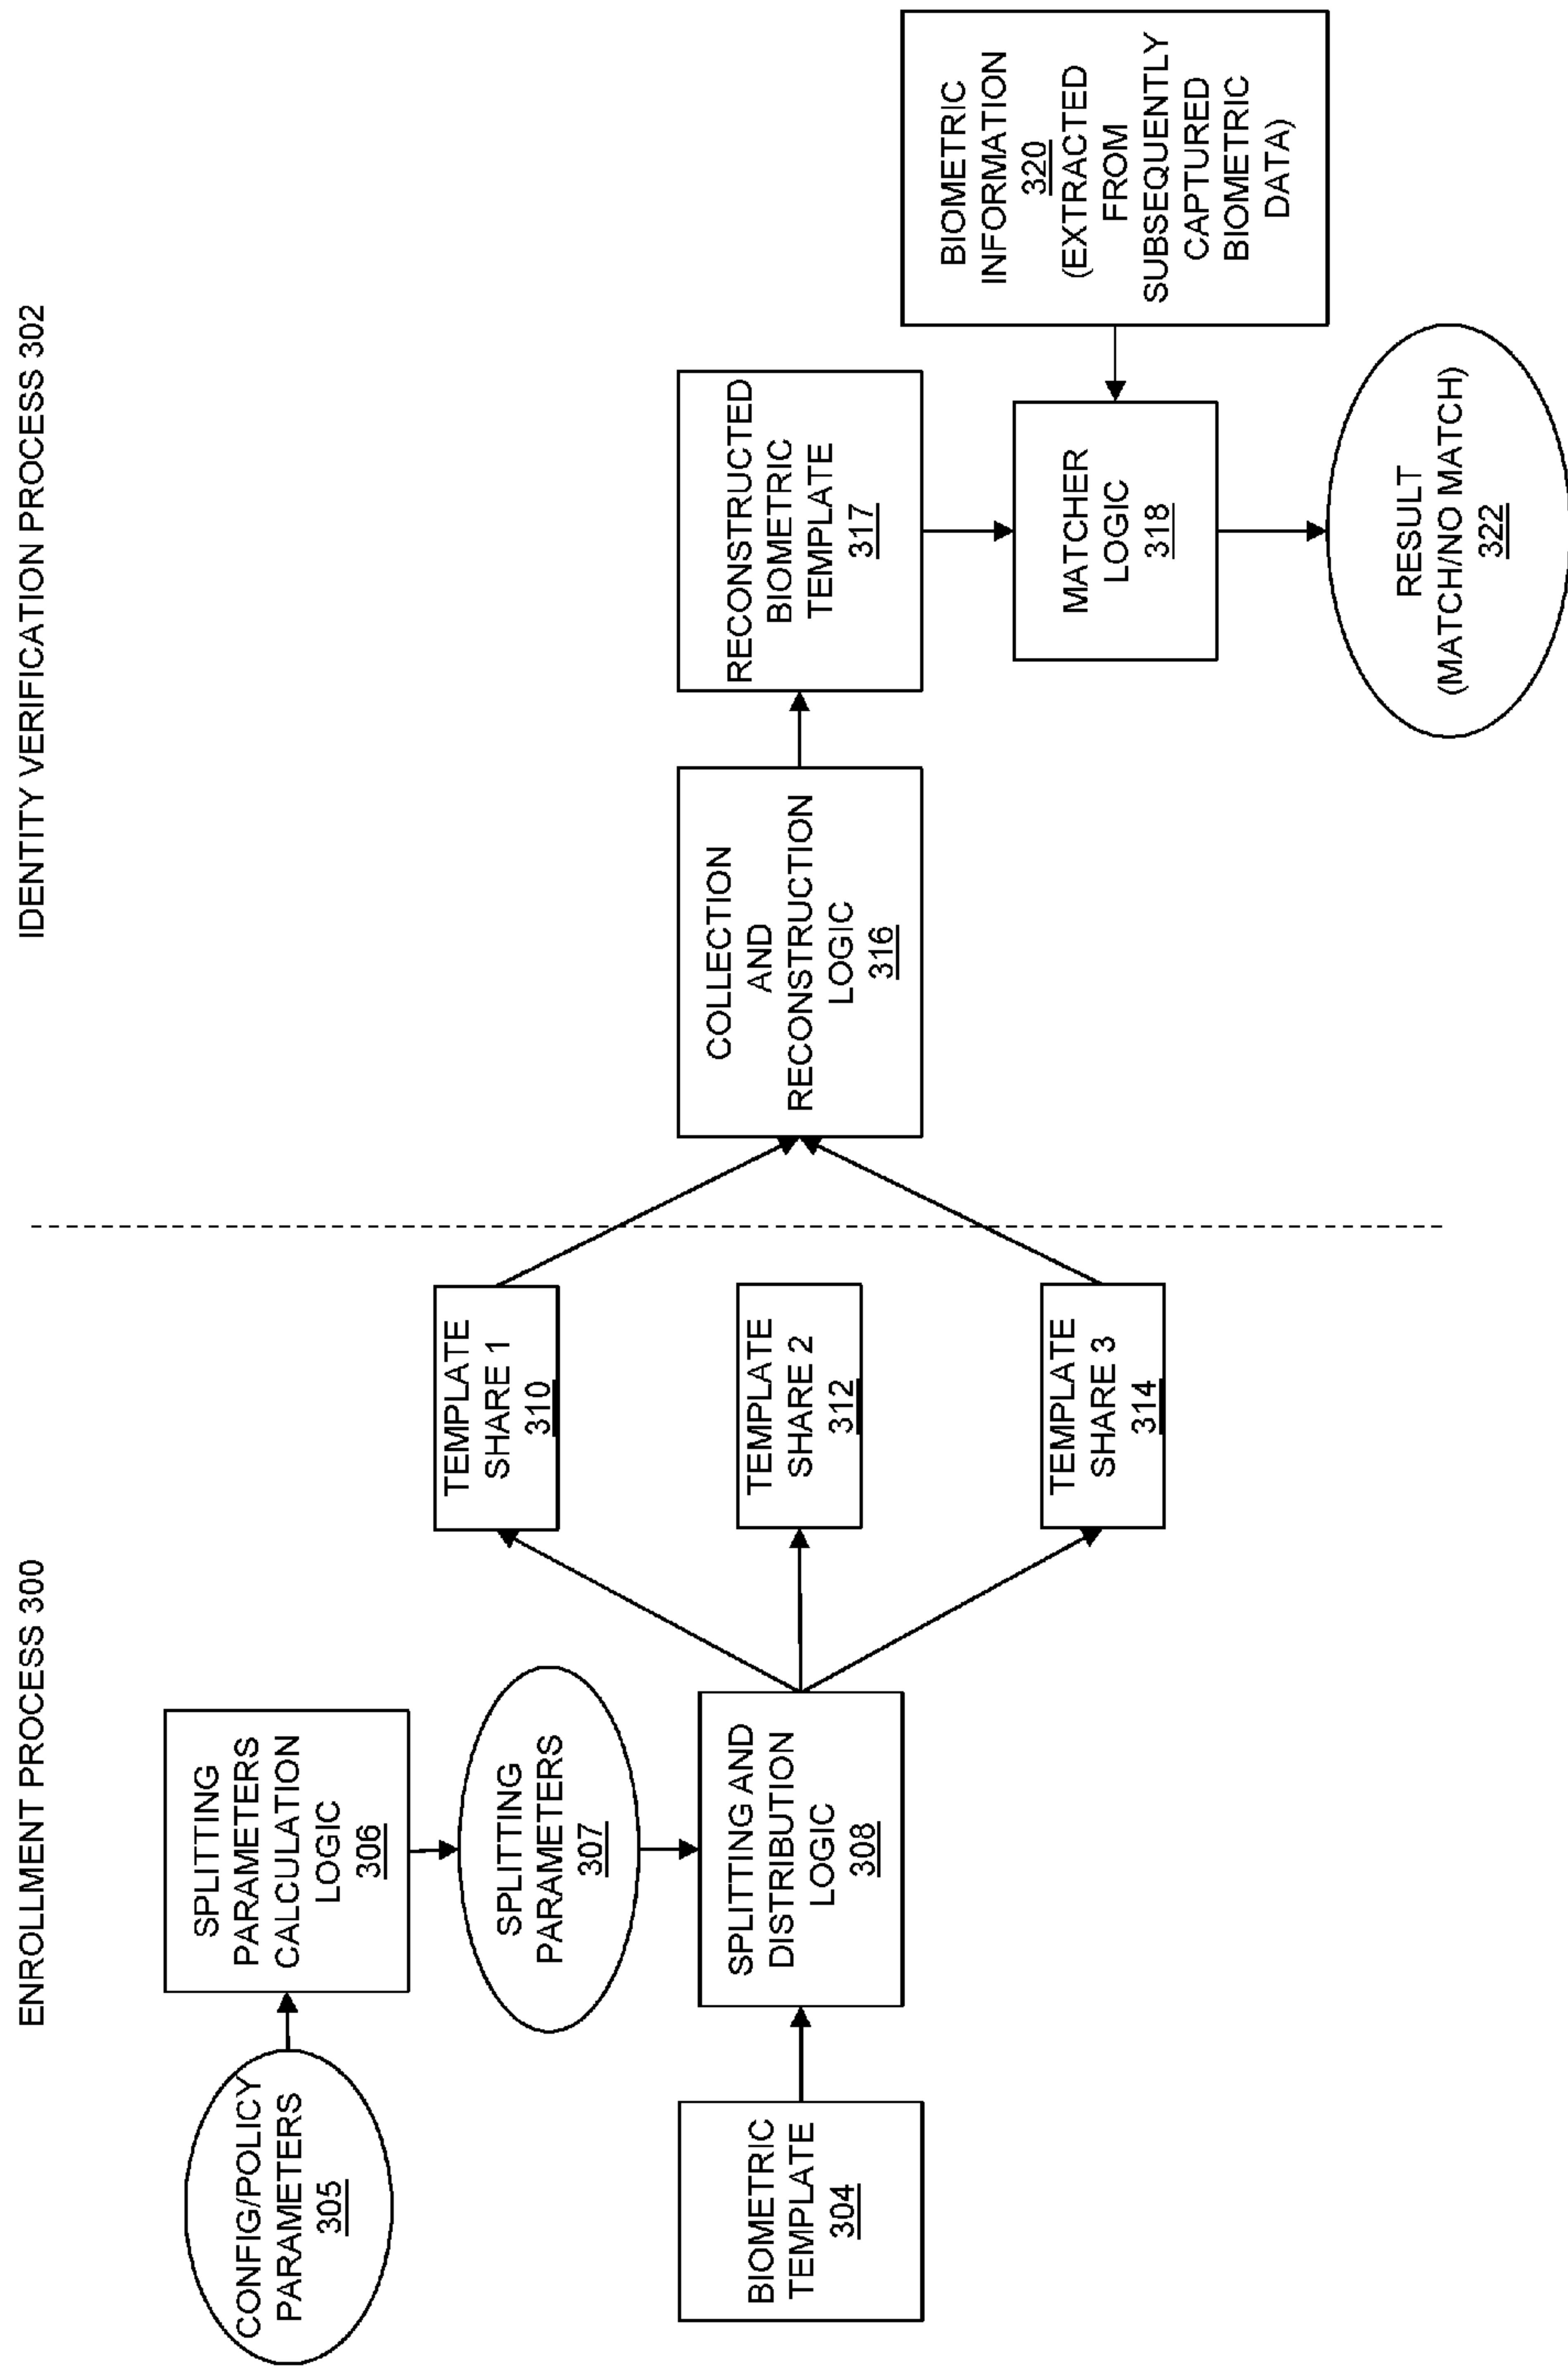 ENROLLMENT PROCESS 300
IDENTITY VERIFICATION PROCESS 302
CONFIG/POLICY
PARAMETERS
305
SPLITTING
PARAMETERS
CALCULATION
LOGIC
306
SPLITTING
PARAMETERS
307
BIOMETRIC
TEMPLATE
304
SPLITTING AND
DISTRIBUTION
LOGIC
308
TEMPLATE
SHARE 1
310
TEMPLATE
SHARE 2
312
TEMPLATE
SHARE 3
314
COLLECTION
AND
RECONSTRUCTION
LOGIC
316
RECONSTRUCTED
BIOMETRIC
TEMPLATE
317
MATCHER
LOGIC
318
BIOMETRIC
INFORMATION
320
(EXTRACTED
FROM
SUBSEQUENTLY
CAPTURED
BIOMETRIC
DATA)
RESULT
(MATCH/NO MATCH)
322